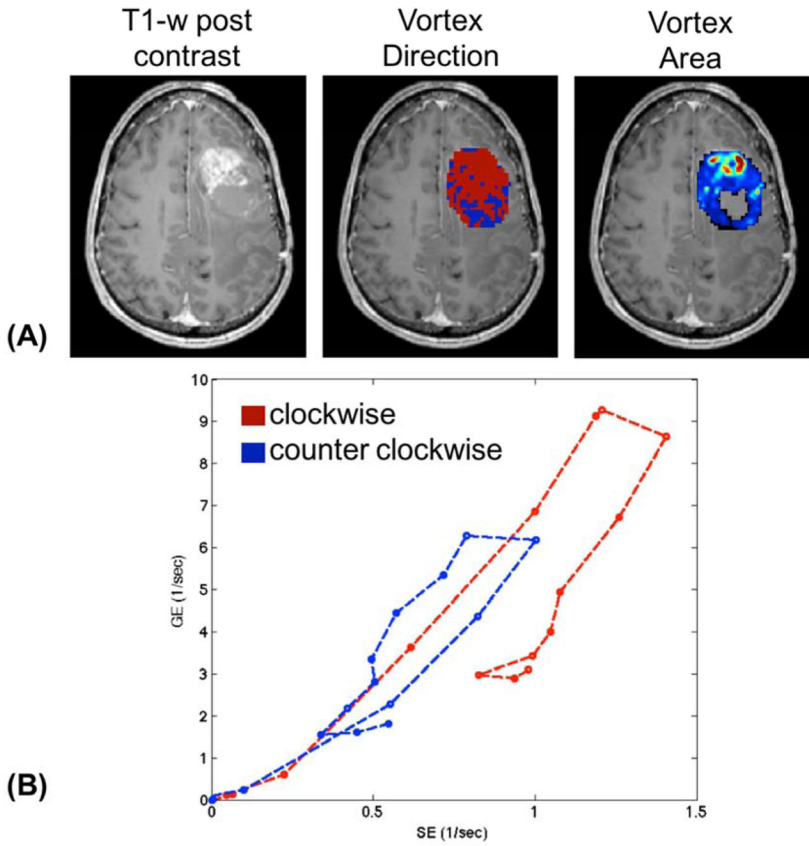 T1-w post
contrast
Vortex
Direction
Vortex
Area
(A)
10
9
8
7
6
5
4
3
2
1
0
GE (1/sec)
clockwise
counter clockwise
(B)
0
0.5
1
1.5
SE (1/sec)